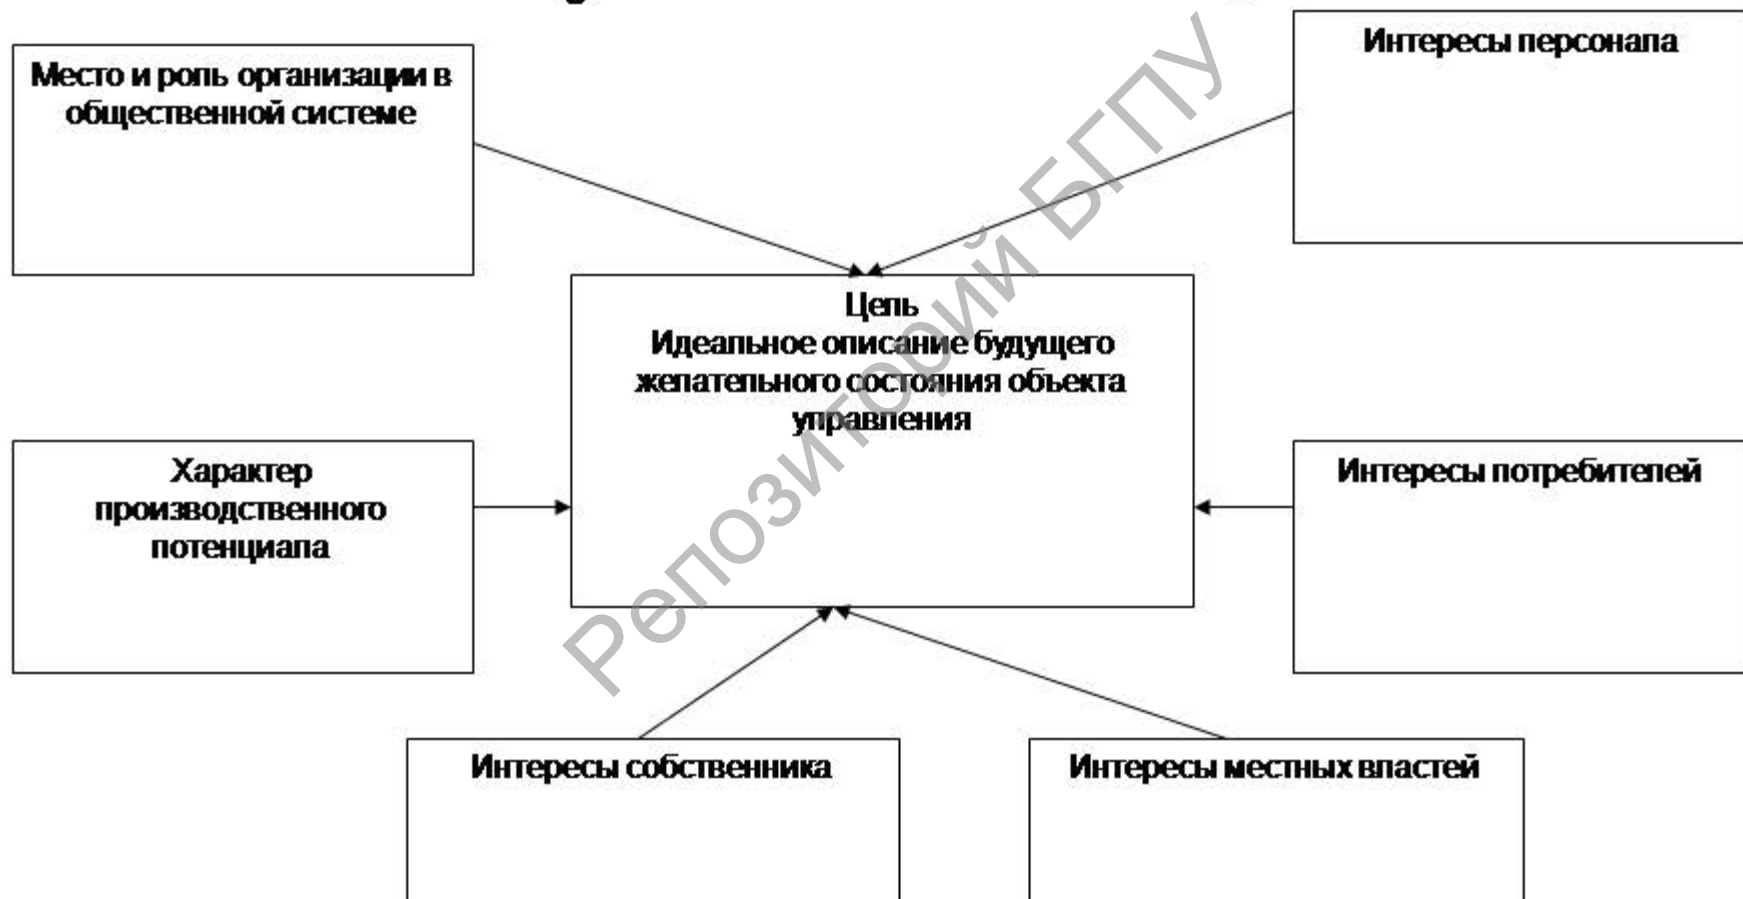 Место и роль организации в
общественной системе
Интересы персонала
Цель
Идеальное описание будущего
желательного состояния объекта
управления
Характер
производственного
потенциала
Интересы потребителей
Интересы собственника
Интересы местных властей
Репозиторий БГПУ